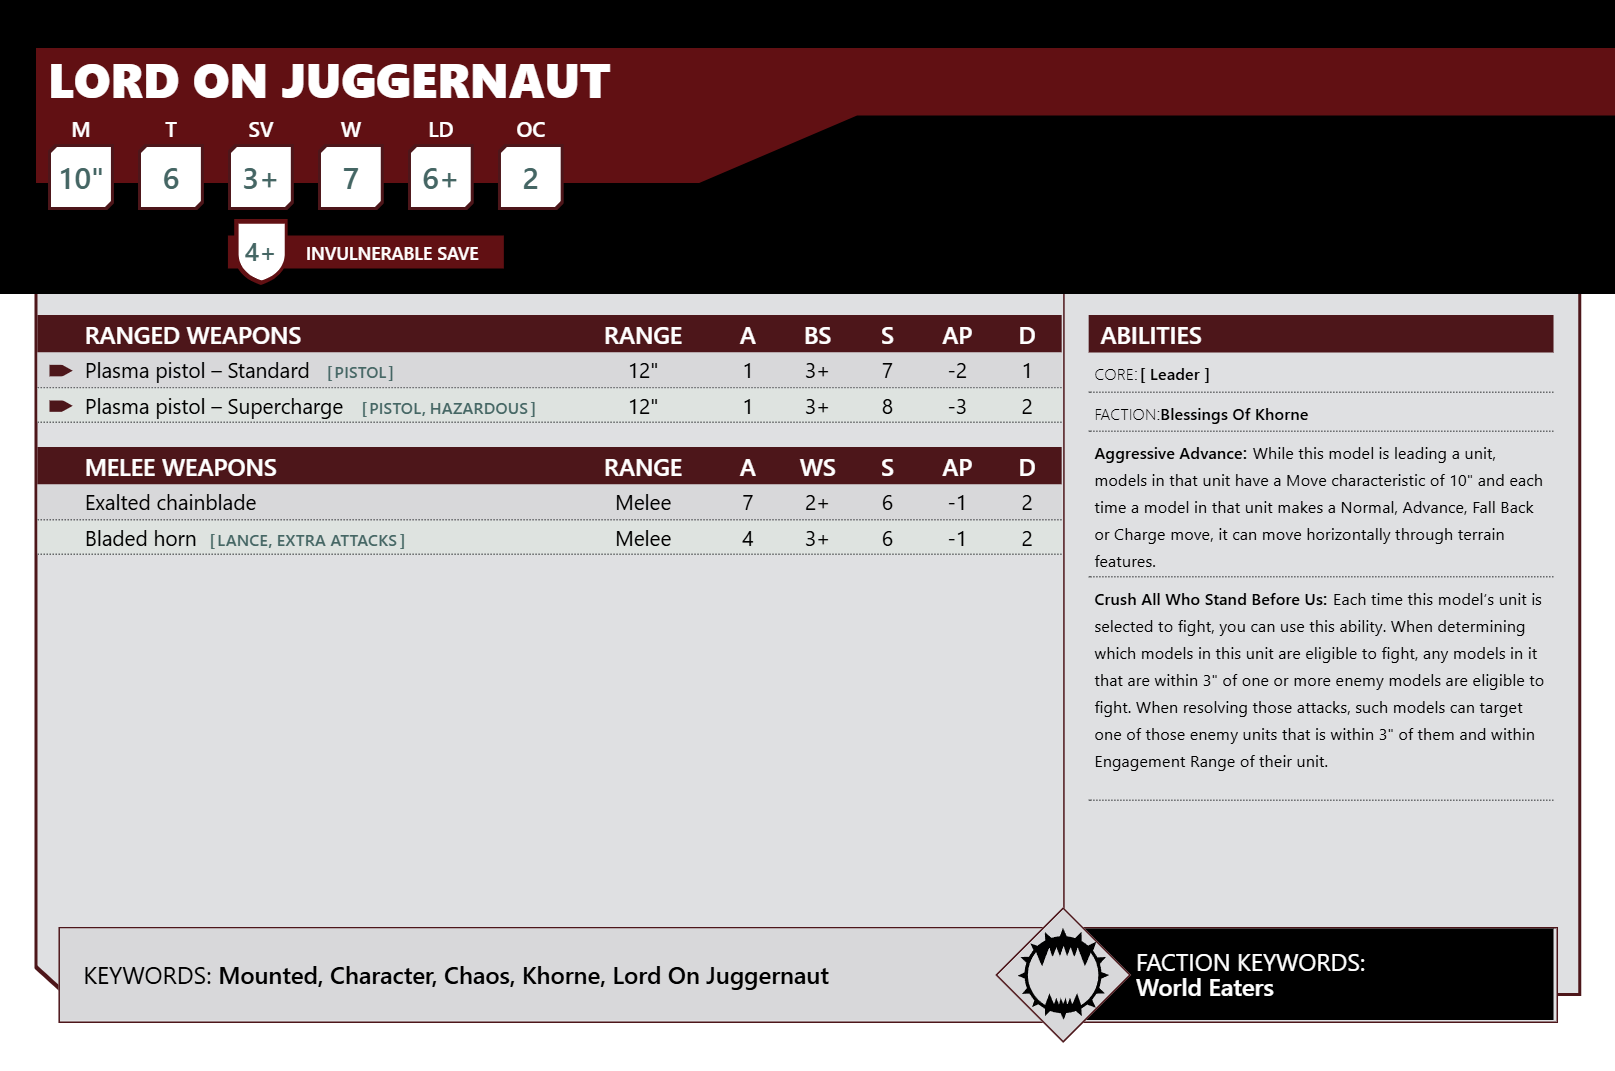 LORD ON JUGGERNAUT
M T SV W LD OC
10" 6 3+ 7 6+ 2
4+ INVULNERABLE SAVE
RANGED WEAPONS RANGE A BS S AP D
Plasma pistol – Standard [PISTOL] 12" 1 3+ 7 -2 1
Plasma pistol – Supercharge [PISTOL, HAZARDOUS] 12" 1 3+ 8 -3 2
MELEE WEAPONS RANGE A WS S AP D
Exalted chainblade Melee 7 2+ 6 -1 2
Bladed horn [LANCE, EXTRA ATTACKS] Melee 4 3+ 6 -1 2
ABILITIES
CORE: [ Leader ]
FACTION:Blessings Of Khorne
Aggressive Advance: While this model is leading a unit,
models in that unit have a Move characteristic of 10" and each
time a model in that unit makes a Normal, Advance, Fall Back
or Charge move, it can move horizontally through terrain
features.
Crush All Who Stand Before Us: Each time this model's unit is
selected to fight, you can use this ability. When determining
which models in this unit are eligible to fight, any models in it
that are within 3" of one or more enemy models are eligible to
fight. When resolving those attacks, such models can target
one of those enemy units that is within 3" of them and within
Engagement Range of their unit.
KEYWORDS: Mounted, Character, Chaos, Khorne, Lord On Juggernaut
FACTION KEYWORDS:
World Eaters